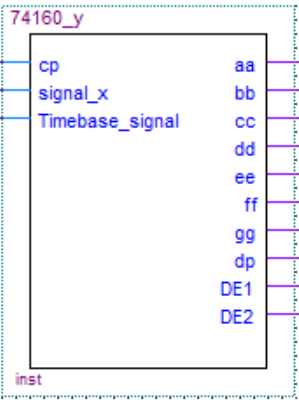 74160_y
cp aa
signal_x bb
Timebase_signal cc
dd
ee
ff
gg
dp
DE1
DE2
inst